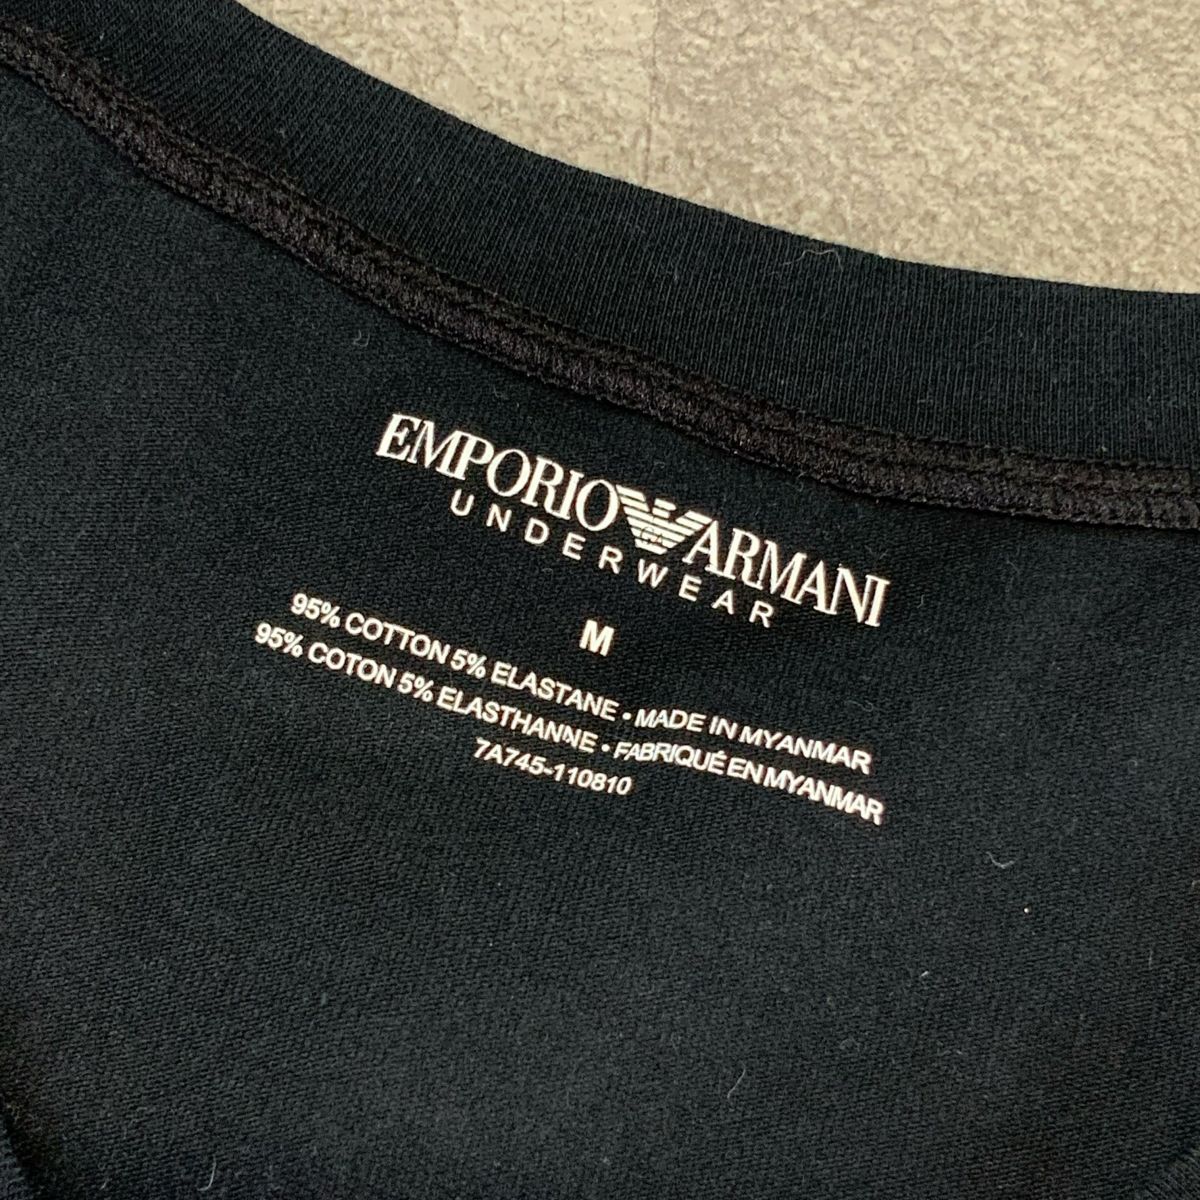 EMPORIO ARMANI
UNDERWEAR
M
95% COTTON 5% ELASTANE • MADE IN MYANMAR
95% COTON 5% ELASTHANNE • FABRIQUÉ EN MYANMAR
7A745-110810